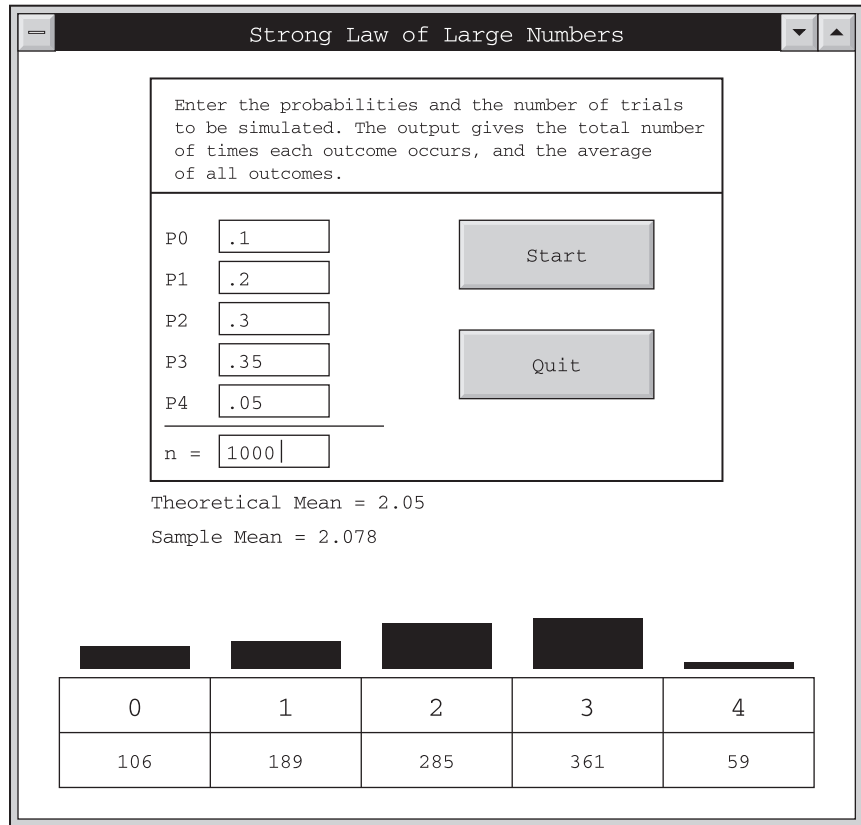 Strong Law of Large Numbers
Enter the probabilities and the number of trials
to be simulated. The output gives the total number
of times each outcome occurs, and the average
of all outcomes.
P0 .1
P1 .2
P2 .3
P3 .35
P4 .05
n = 1000
Start
Quit
Theoretical Mean = 2.05
Sample Mean = 2.078
0 1 2 3 4
106 189 285 361 59